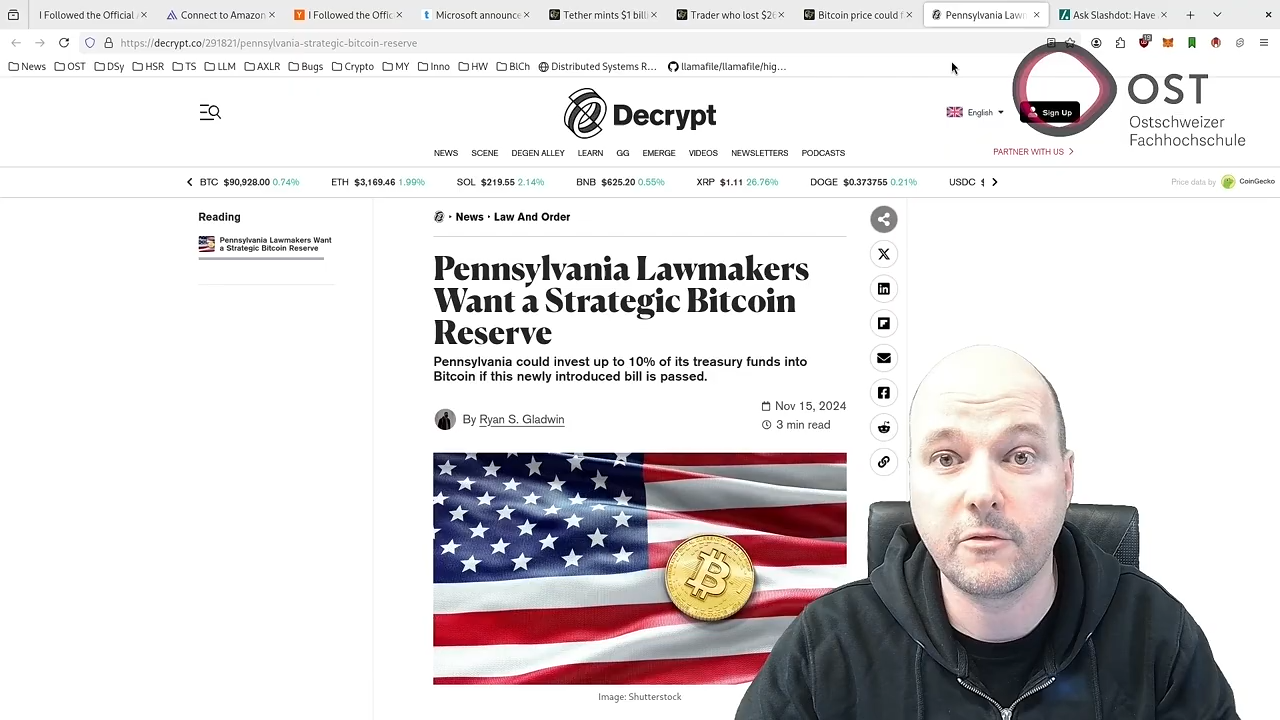 I Followed the Official
Connect to Amazon
I Followed the Offic
Microsoft announce
Tether mints $1 bil
Trader who lost $2
Bitcoin price could f
Pennsylvania Law
Ask Slashdot: Have
https://decrypt.co/291821/pennsylvania-strategic-bitcoin-reserve
News OST DSy HSR TS LLM AXLR Bugs Crypto MY Inno HW BlCh Distributed Systems R... llamafile/llamafile/hig...
OST
Ostschweizer
Fachhochschule
Decrypt
English
Sign Up
NEWS SCENE DEGEN ALLEY LEARN GG EMERGE VIDEOS NEWSLETTERS PODCASTS
PARTNER WITH US
BTC $90,928.00 0.74% ETH $3,169.46 1.99% SOL $219.55 2.14% BNB $625.20 0.55% XRP $1.11 26.76% DOGE $0.373755 0.21% USDC
Price data by CoinGecko
Reading
Pennsylvania Lawmakers Want
a Strategic Bitcoin Reserve
· News · Law And Order
Pennsylvania Lawmakers
Want a Strategic Bitcoin
Reserve
Pennsylvania could invest up to 10% of its treasury funds into
Bitcoin if this newly introduced bill is passed.
By Ryan S. Gladwin
Nov 15, 2024
3 min read
Image: Shutterstock